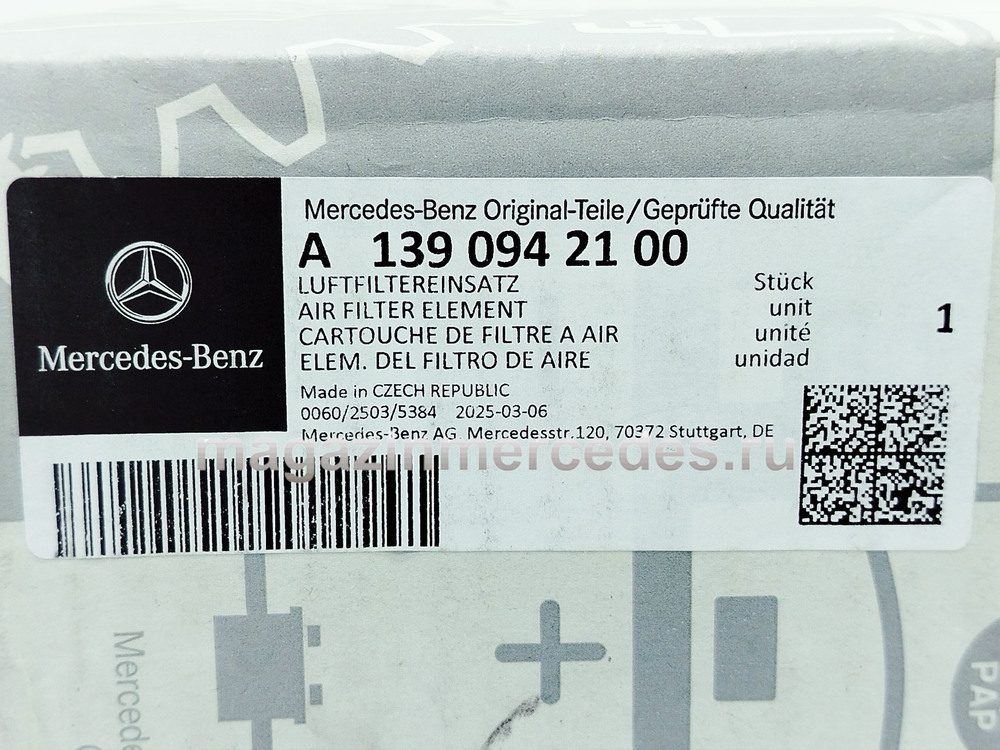 Mercedes-Benz Original-Teile/Geprüfte Qualität
A 139 094 21 00
LUFTFILTEREINSATZ Stück
AIR FILTER ELEMENT unit
CARTOUCHE DE FILTRE A AIR unité
ELEM. DEL FILTRO DE AIRE unidad
1
Mercedes-Benz
Made in CZECH REPUBLIC
0060/2503/5384 2025-03-06
Mercedes-Benz AG, Mercedesstr.120, 70372 Stuttgart, DE
magazinmercedes.ru
PAP